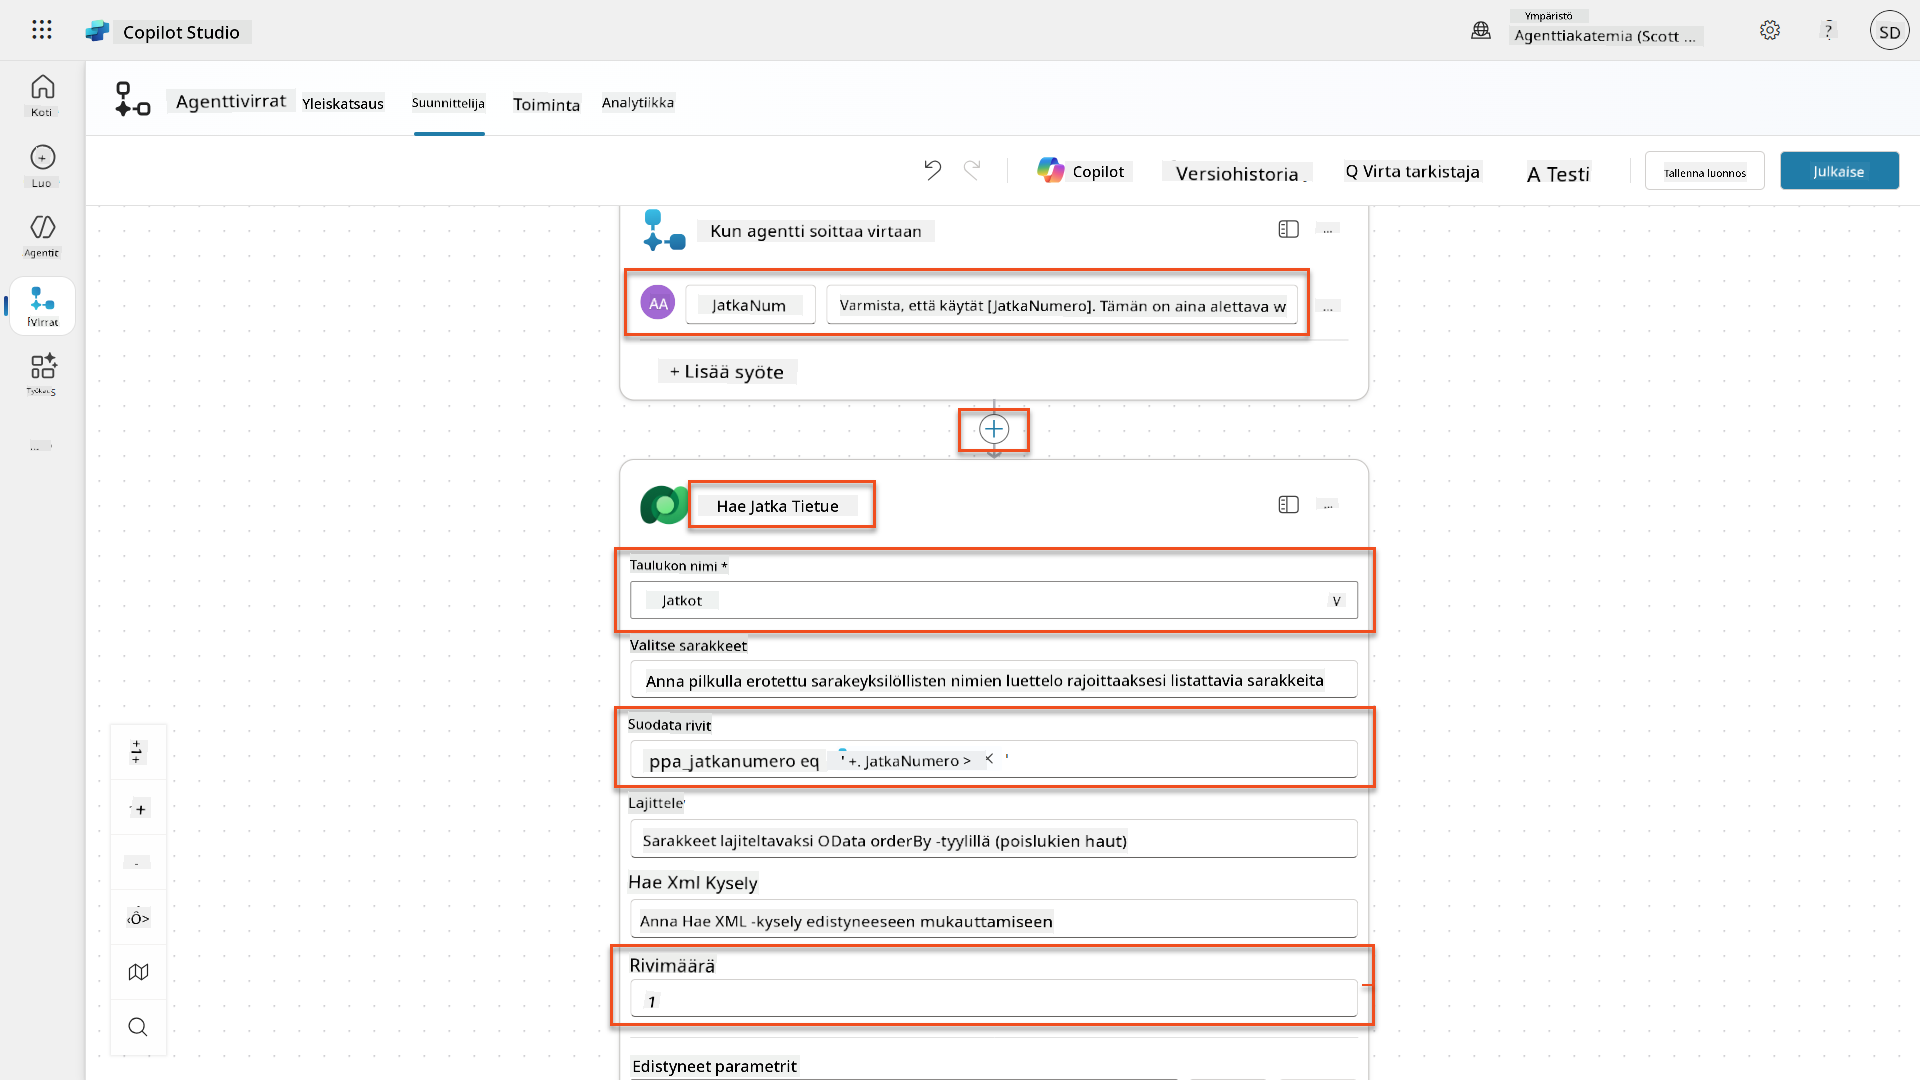 Copilot Studio
Ympäristö
Agenttiakatemia (Scott ...
?
SD
Koti
Luo
Agentit
Virrat
...
Agenttivirrat
Yleiskatsaus
Suunnittelija
Toiminta
Analytiikka
Copilot
Versiohistoria
Q Virta tarkistaja
A Testi
Tallenna luonnos
Julkaise
Kun agentti soittaa virtaan
...
AA
JatkaNum
Varmista, että käytät [JatkaNumero]. Tämän on aina alettava w
...
+ Lisää syöte
Hae Jatka Tietue
...
Taulukon nimi *
Jatkot
V
Valitse sarakkeet
Anna pilkulla erotettu sarakeyksilöllisten nimien luettelo rajoittaaksesi listattavia sarakkeita
Suodata rivit
ppa_jatkanumero eq ' +. JatkaNumero > × '
Lajittele
Sarakkeet lajiteltavaksi OData orderBy -tyylillä (poislukien haut)
Hae Xml Kysely
Anna Hae XML -kysely edistyneeseen mukauttamiseen
Rivimäärä
1
Edistyneet parametrit